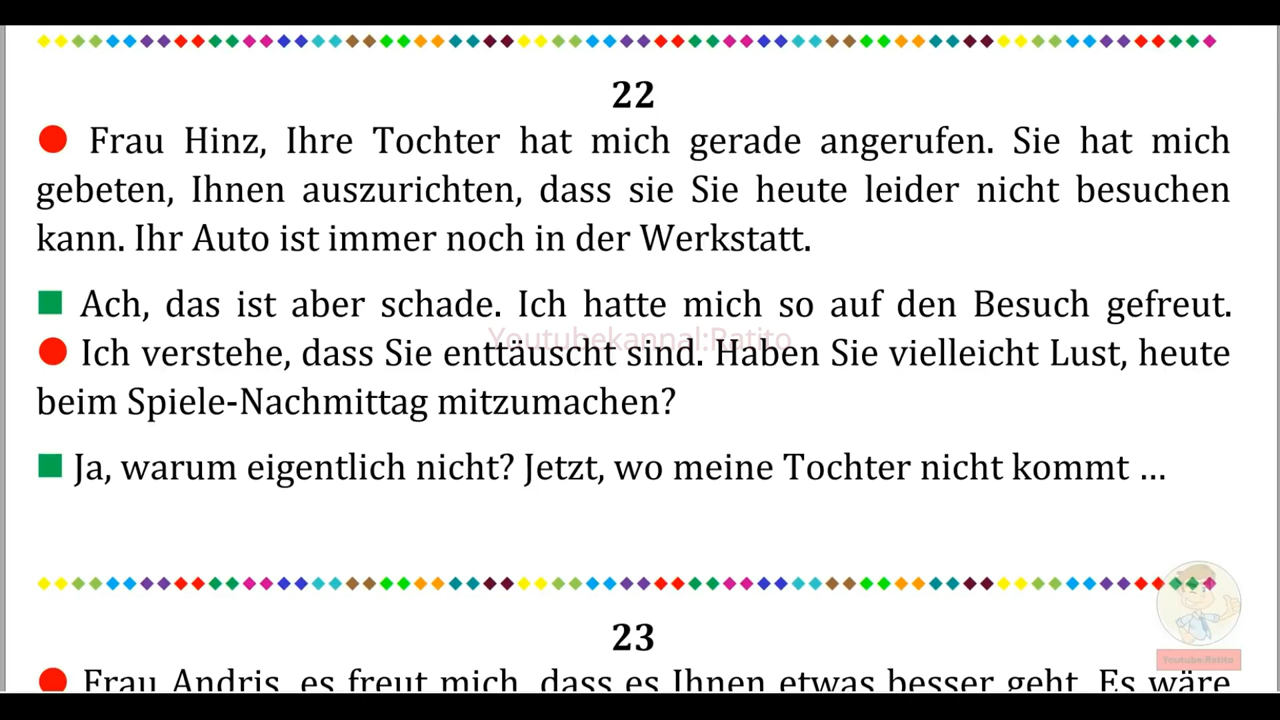 22
Frau Hinz, Ihre Tochter hat mich gerade angerufen. Sie hat mich
gebeten, Ihnen auszurichten, dass sie Sie heute leider nicht besuchen
kann. Ihr Auto ist immer noch in der Werkstatt.
Ach, das ist aber schade. Ich hatte mich so auf den Besuch gefreut.
Youtubekannal:Ratito
Ich verstehe, dass Sie enttäuscht sind. Haben Sie vielleicht Lust, heute
beim Spiele-Nachmittag mitzumachen?
Ja, warum eigentlich nicht? Jetzt, wo meine Tochter nicht kommt ...
23
Youtube:Ratito
Frau Andris, es freut mich, dass es Ihnen etwas besser geht. Es wäre